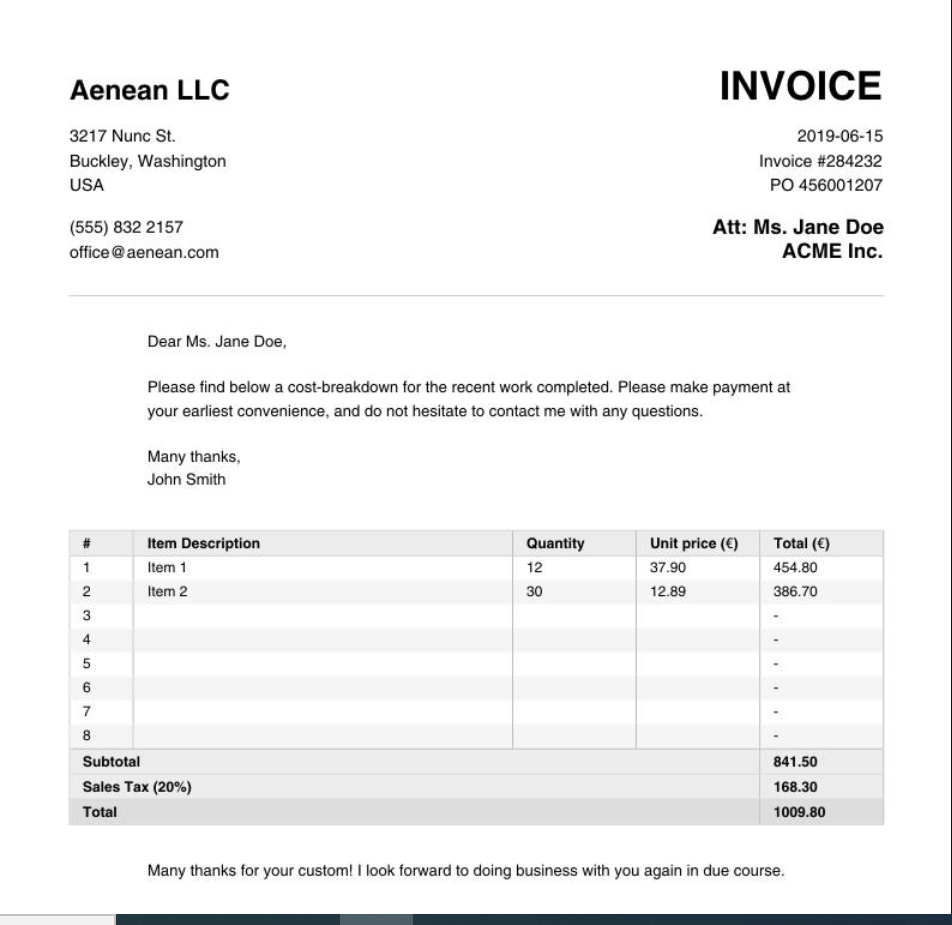 Aenean LLC
INVOICE
3217 Nunc St.
2019-06-15
Buckley, Washington
Invoice #284232
USA
PO 456001207
(555) 832 2157
Att: Ms. Jane Doe
office@aenean.com
ACME Inc.
Dear Ms. Jane Doe,
Please find below a cost-breakdown for the recent work completed. Please make payment at
your earliest convenience, and do not hesitate to contact me with any questions.
Many thanks,
John Smith
# Item Description Quantity Unit price (€) Total (€)
1 Item 1 12 37.90 454.80
2 Item 2 30 12.89 386.70
3 -
4 -
5 -
6 -
7 -
8 -
Subtotal 841.50
Sales Tax (20%) 168.30
Total 1009.80
Many thanks for your custom! I look forward to doing business with you again in due course.